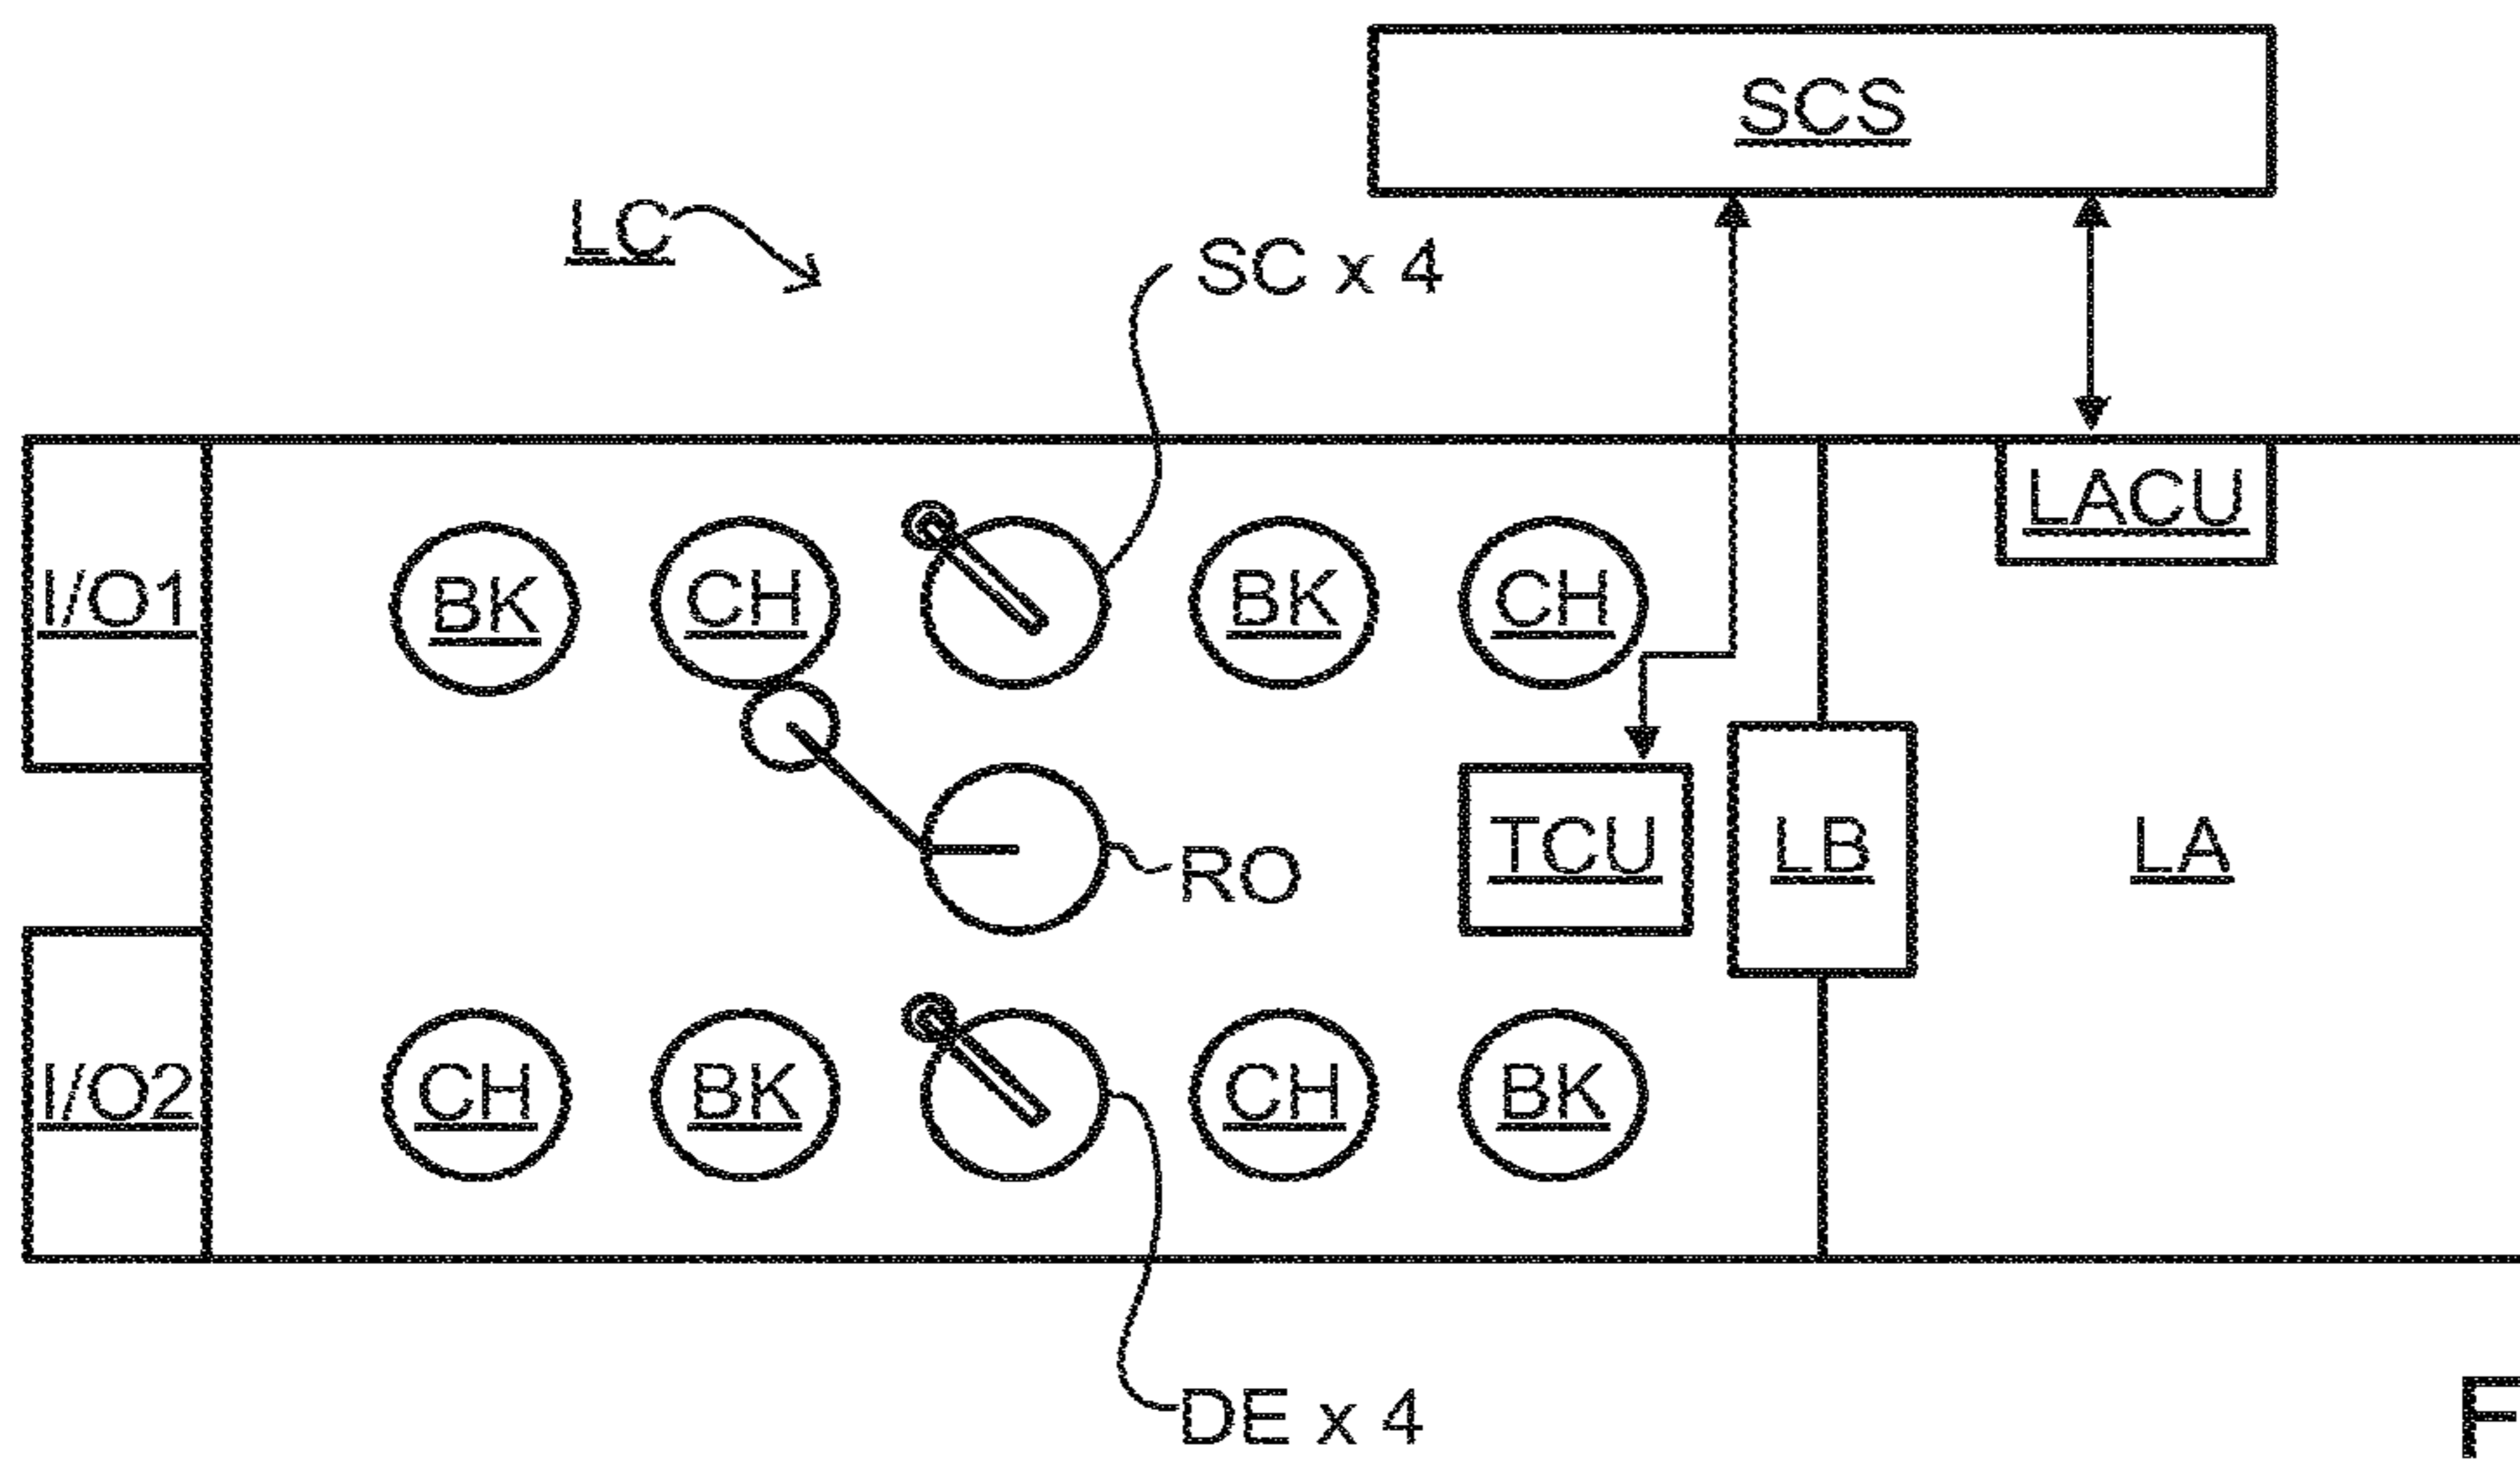 SCS
LC
SC x 4
LACU
I/O1
BK
CH
BK
CH
TCU
LB
LA
RO
I/O2
CH
BK
CH
BK
DE x 4
F